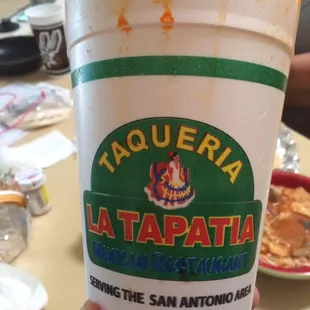 TAQUERIA
LA TAPATIA
MEXICAN RESTAURANT
SERVING THE SAN ANTONIO AREA